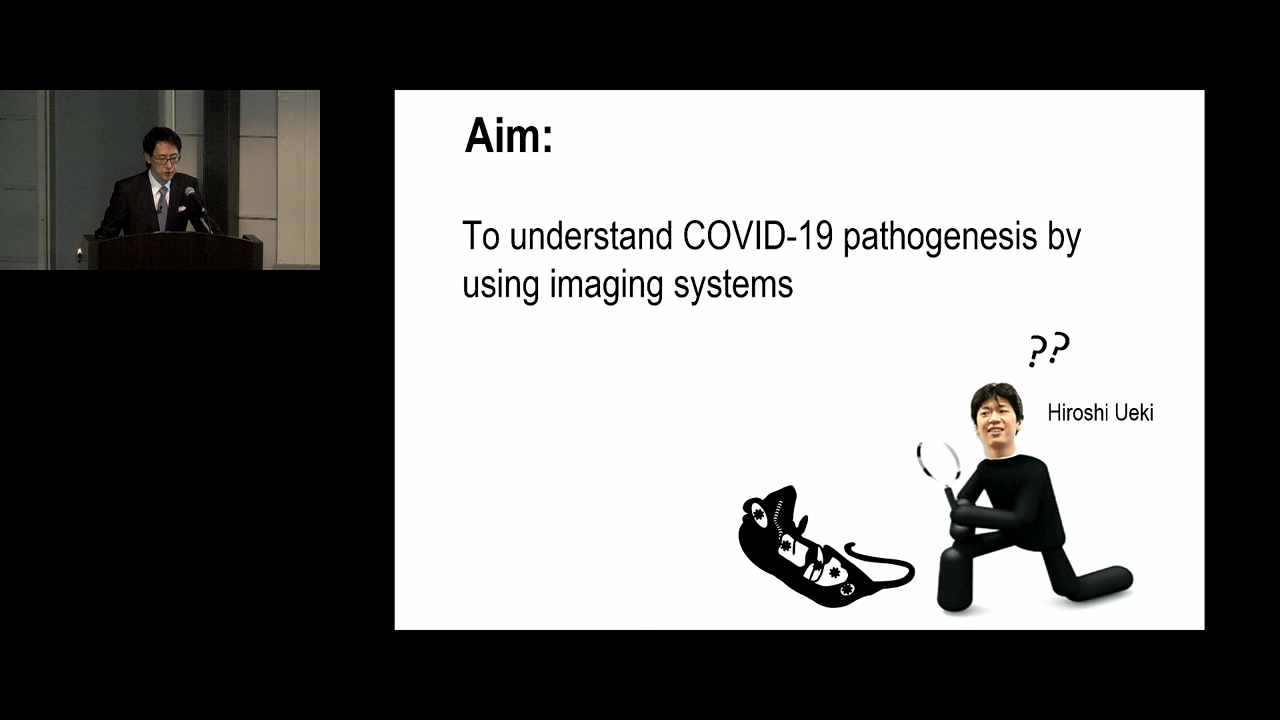 Aim:
To understand COVID-19 pathogenesis by
using imaging systems
??
Hiroshi Ueki